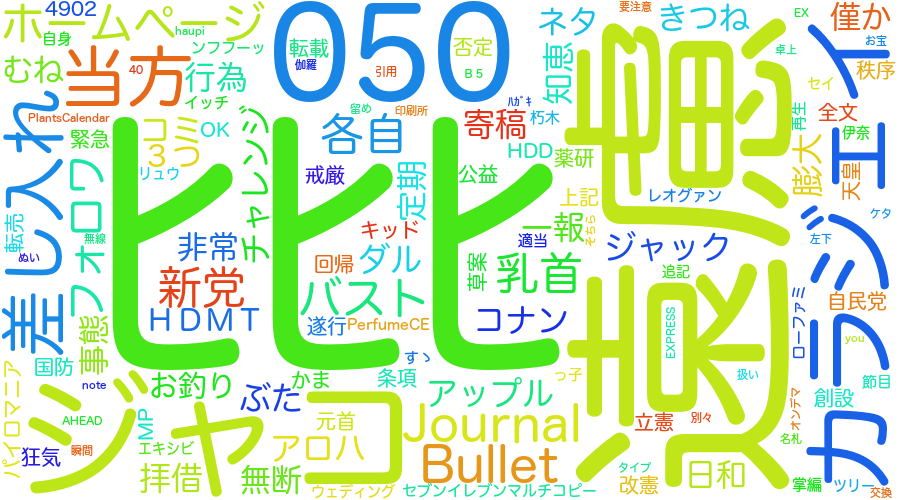 4902
ホームページ
haupi
自身
ンフフーッ
転載
伽羅
否定
B5
引用
050
むね
当方
行為
イッチ
40
PlantsCalendar
緊急
コミ
3つ
OK
リュウ
チャレンジ
各自
留め
印刷所
寄稿
ネタ
きつね
要注意
僅か
EX
お宝
卓上
秩序
セイ
知恵
ﾊｶﾞｷ
朽木
HDD
薬研
遠慮
再生
全文
伊奈
膨大
天皇
カラジェイ
ケタ
左下
差し入れ
転売
ぬい
フォロワ
無線
事態
国防
note
ヒヒヒ
戒厳
定期
公益
上記
一報
そちら
レオグァン
非常
キッド
適当
草案
乳首
ジャック
追記
新党
回帰
ダル
バスト
HDMT
遂行
PerfumeCE
コナン
EXPRESS
ローファミ
自民党
you
すゝ
条項
っ子
扱い
節目
創設
お釣り
かま
ぶた
アップル
立憲
別々
オンデマ
名札
パイロマニア
AHEAD
MP
エキシビ
ジャコ
元首
アロハ
Journal
Bullet
狂気
瞬間
拝借
無断
ウェディング
セブンイレブンマルチコピー
タイプ
改憲
日和
掌編
ツリー
交換